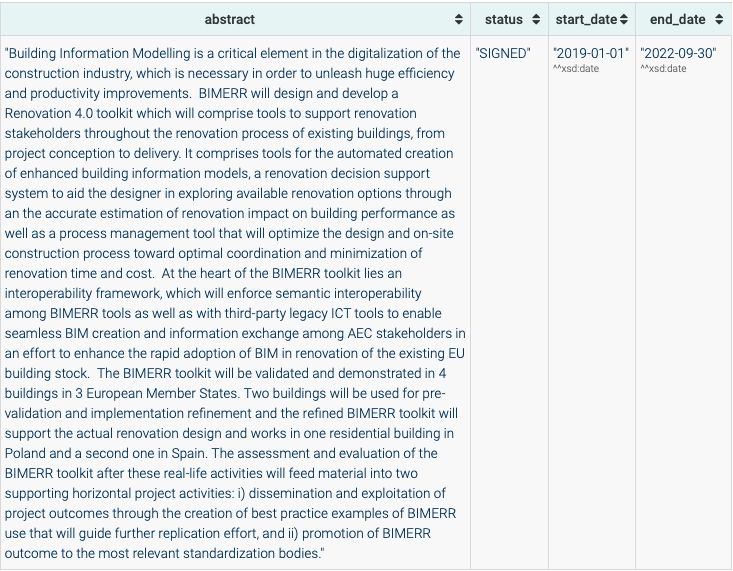 abstract status start_date end_date
"Building Information Modelling is a critical element in the digitalization of the "SIGNED" "2019-01-01" "2022-09-30"
construction industry, which is necessary in order to unleash huge efficiency ^^xsd:date ^^xsd:date
and productivity improvements.  BIMERR will design and develop a
Renovation 4.0 toolkit which will comprise tools to support renovation
stakeholders throughout the renovation process of existing buildings, from
project conception to delivery. It comprises tools for the automated creation
of enhanced building information models, a renovation decision support
system to aid the designer in exploring available renovation options through
an the accurate estimation of renovation impact on building performance as
well as a process management tool that will optimize the design and on-site
construction process toward optimal coordination and minimization of
renovation time and cost.  At the heart of the BIMERR toolkit lies an
interoperability framework, which will enforce semantic interoperability
among BIMERR tools as well as with third-party legacy ICT tools to enable
seamless BIM creation and information exchange among AEC stakeholders in
an effort to enhance the rapid adoption of BIM in renovation of the existing EU
building stock.  The BIMERR toolkit will be validated and demonstrated in 4
buildings in 3 European Member States. Two buildings will be used for pre-
validation and implementation refinement and the refined BIMERR toolkit will
support the actual renovation design and works in one residential building in
Poland and a second one in Spain. The assessment and evaluation of the
BIMERR toolkit after these real-life activities will feed material into two
supporting horizontal project activities: i) dissemination and exploitation of
project outcomes through the creation of best practice examples of BIMERR
use that will guide further replication effort, and ii) promotion of BIMERR
outcome to the most relevant standardization bodies."